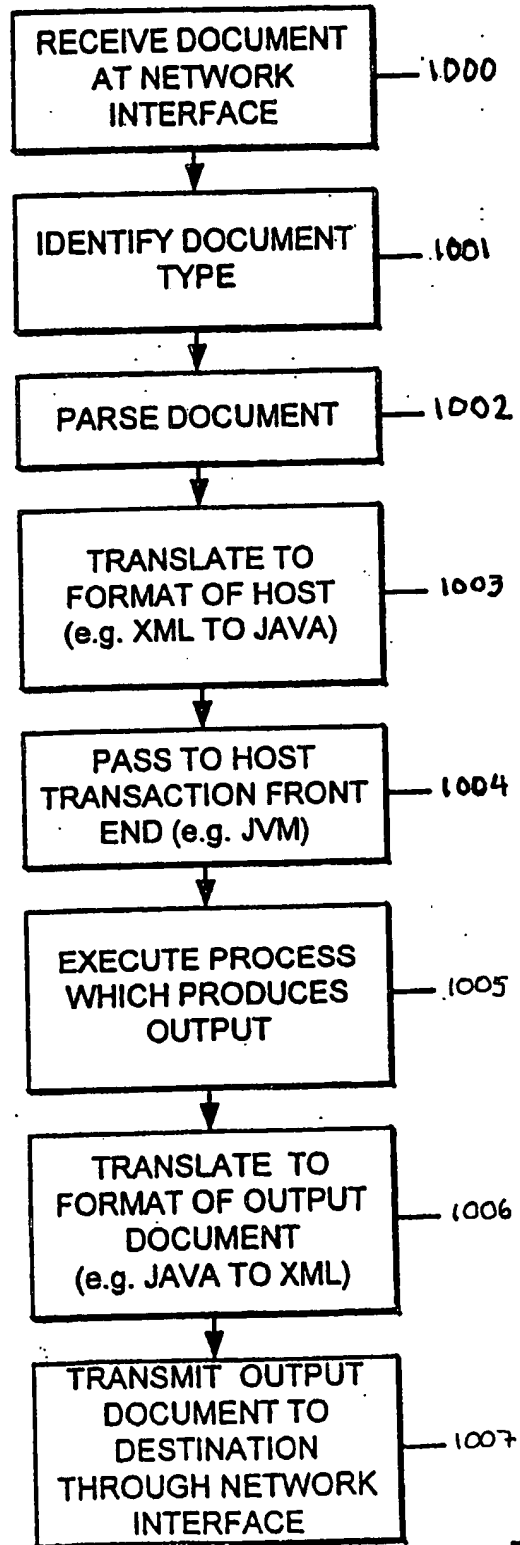 RECEIVE DOCUMENT
AT NETWORK
INTERFACE
1000
IDENTIFY DOCUMENT
TYPE
1001
PARSE DOCUMENT
1002
TRANSLATE TO
FORMAT OF HOST
(e.g. XML TO JAVA)
1003
PASS TO HOST
TRANSACTION FRONT
END (e.g. JVM)
1004
EXECUTE PROCESS
WHICH PRODUCES
OUTPUT
1005
TRANSLATE TO
FORMAT OF OUTPUT
DOCUMENT
(e.g. JAVA TO XML)
1006
TRANSMIT OUTPUT
DOCUMENT TO
DESTINATION
THROUGH NETWORK
INTERFACE
1007